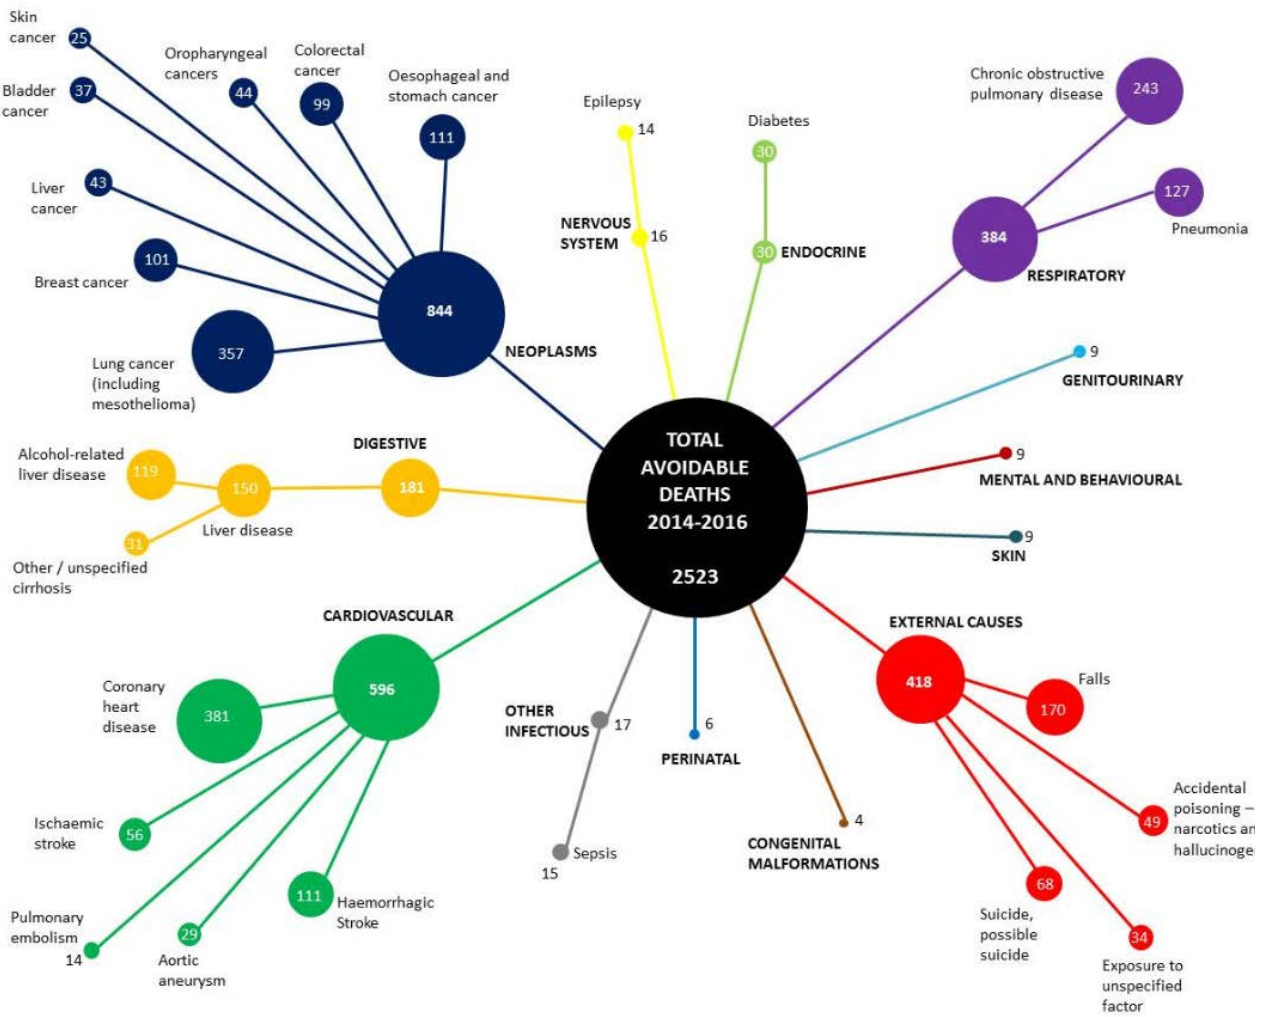 Skin
cancer
25
Bladder
cancer
37
Oropharyngeal
cancers
44
Colorectal
cancer
99
Oesophageal and
stomach cancer
111
Liver
cancer
43
Breast cancer
101
Lung cancer
(including
mesothelioma)
357
844
NEOPLASMS
Epilepsy
14
NERVOUS
SYSTEM
16
Diabetes
30
30
ENDOCRINE
Chronic obstructive
pulmonary disease
243
127
Pneumonia
384
RESPIRATORY
9
GENITOURINARY
9
MENTAL AND BEHAVIOURAL
9
SKIN
TOTAL
AVOIDABLE
DEATHS
2014-2016
2523
DIGESTIVE
181
150
Liver disease
Alcohol-related
liver disease
119
31
Other / unspecified
cirrhosis
CARDIOVASCULAR
596
Coronary
heart
disease
381
Ischaemic
stroke
56
Pulmonary
embolism
14
29
Aortic
aneurysm
111
Haemorrhagic
Stroke
OTHER
INFECTIOUS
17
Sepsis
15
6
PERINATAL
4
CONGENITAL
MALFORMATIONS
EXTERNAL CAUSES
418
Falls
170
Accidental
poisoning –
narcotics an
hallucinoge
49
68
Suicide,
possible
suicide
34
Exposure to
unspecified
factor